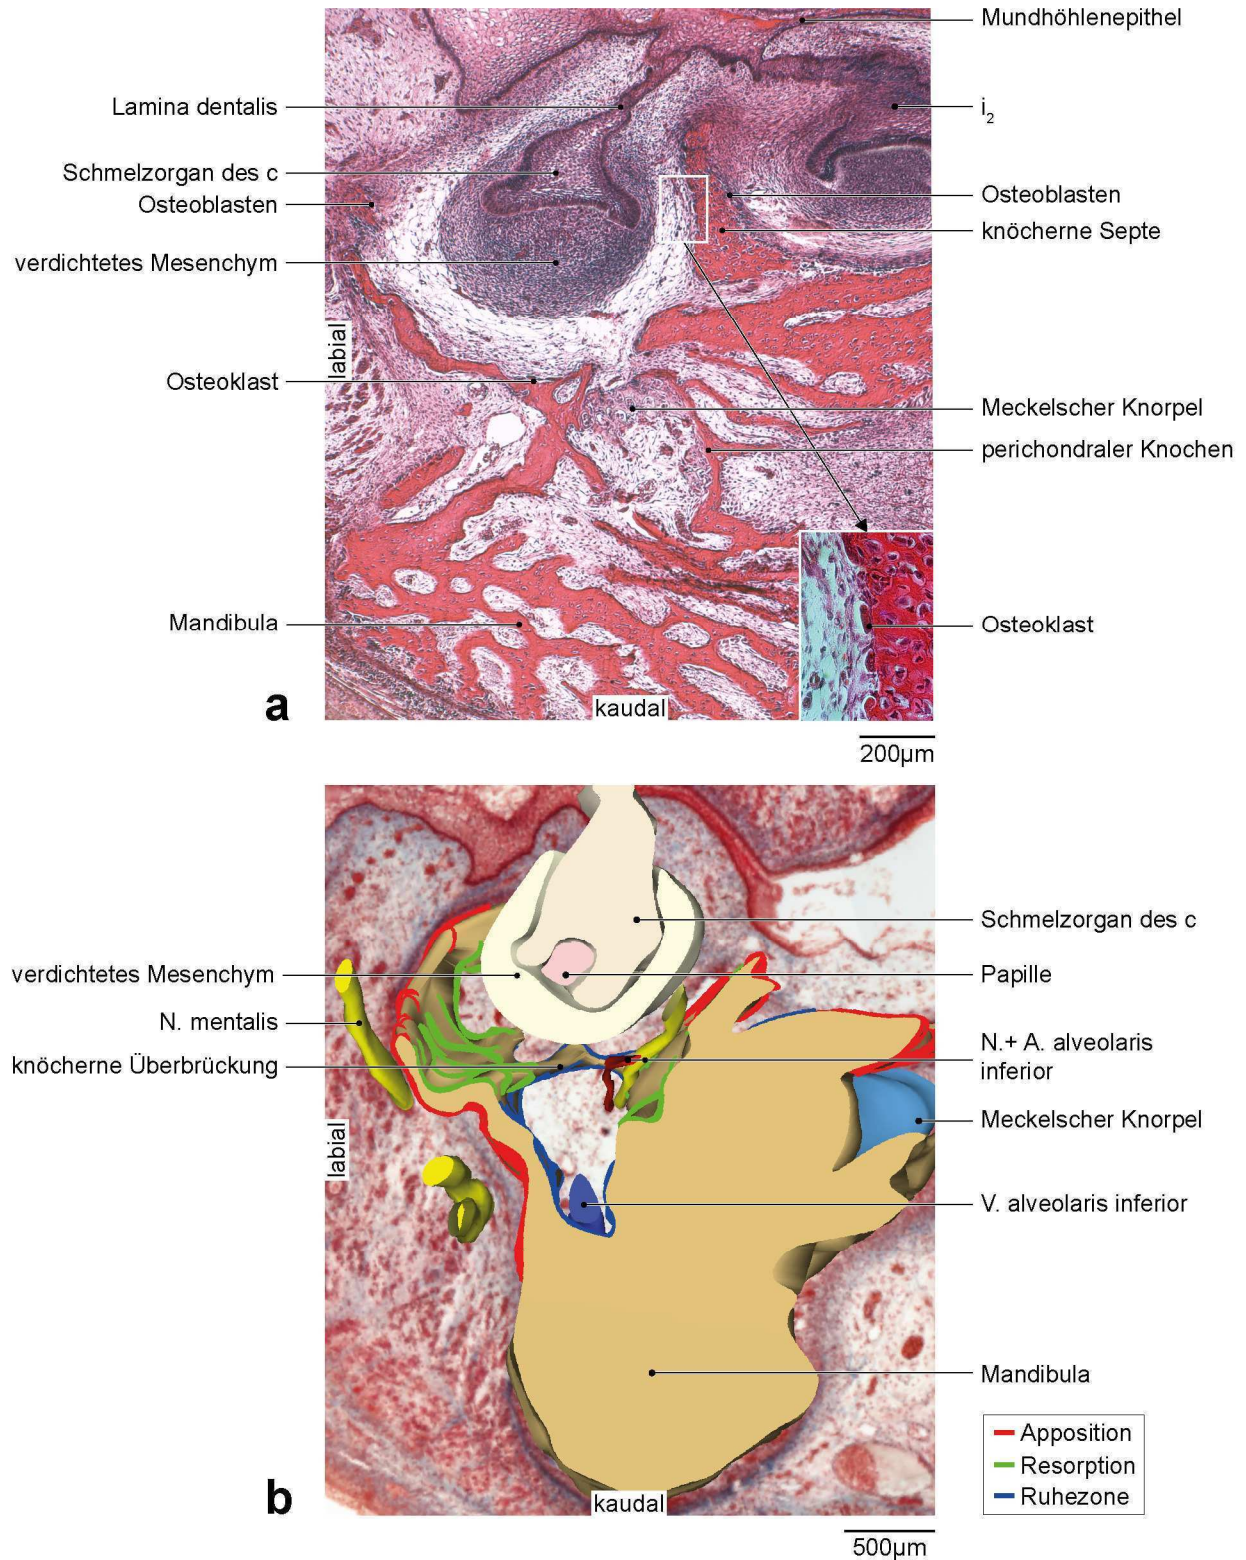 Mundhöhlenepithel
Lamina dentalis
i2
Schmelzorgan des c
Osteoblasten
Osteoblasten
knöcherne Septe
verdichtetes Mesenchym
labial
Osteoklast
Meckelscher Knorpel
perichondraler Knochen
Mandibula
Osteoklast
a
kaudal
200µm
Schmelzorgan des c
verdichtetes Mesenchym
Papille
N. mentalis
knöcherne Überbrückung
N.+ A. alveolaris
inferior
Meckelscher Knorpel
labial
V. alveolaris inferior
Mandibula
Apposition
Resorption
Ruhezone
b
kaudal
500µm